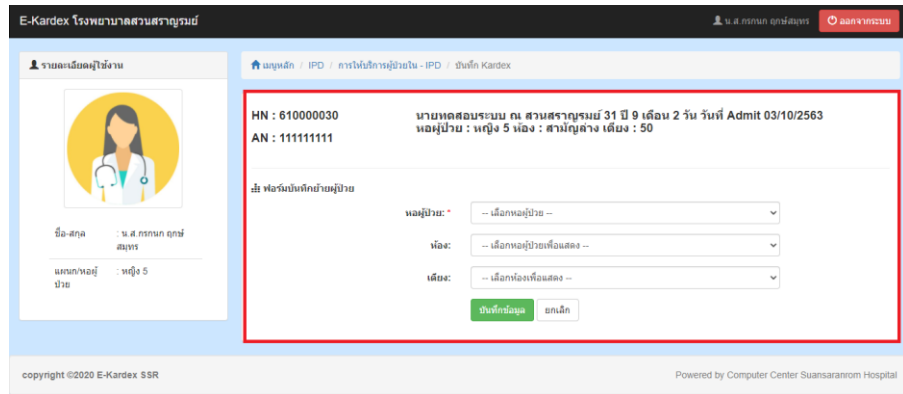 E-Kardex โรงพยาบาลสวนสราญรมย์
น.ส.กรกนก ฤกษ์สมุทร
ออกจากระบบ
รายละเอียดผู้ใช้งาน
เมนูหลัก / IPD / การให้บริการผู้ป่วยใน - IPD / บันทึก Kardex
HN : 610000030
นายทดสอบระบบ ณ สวนสราญรมย์ 31 ปี 9 เดือน 2 วัน วันที่ Admit 03/10/2563
หอผู้ป่วย : หญิง 5 ห้อง : สามัญล่าง เตียง : 50
AN : 111111111
ฟอร์มบันทึกย้ายผู้ป่วย
หอผู้ป่วย: *
-- เลือกหอผู้ป่วย --
ห้อง:
-- เลือกหอผู้ป่วยเพื่อแสดง --
เตียง:
-- เลือกห้องเพื่อแสดง --
บันทึกข้อมูล
ยกเลิก
ชื่อ-สกุล : น.ส.กรกนก ฤกษ์
สมุทร
แผนก/หอผู้ : หญิง 5
ป่วย
copyright ©2020 E-Kardex SSR
Powered by Computer Center Suansaranrom Hospital